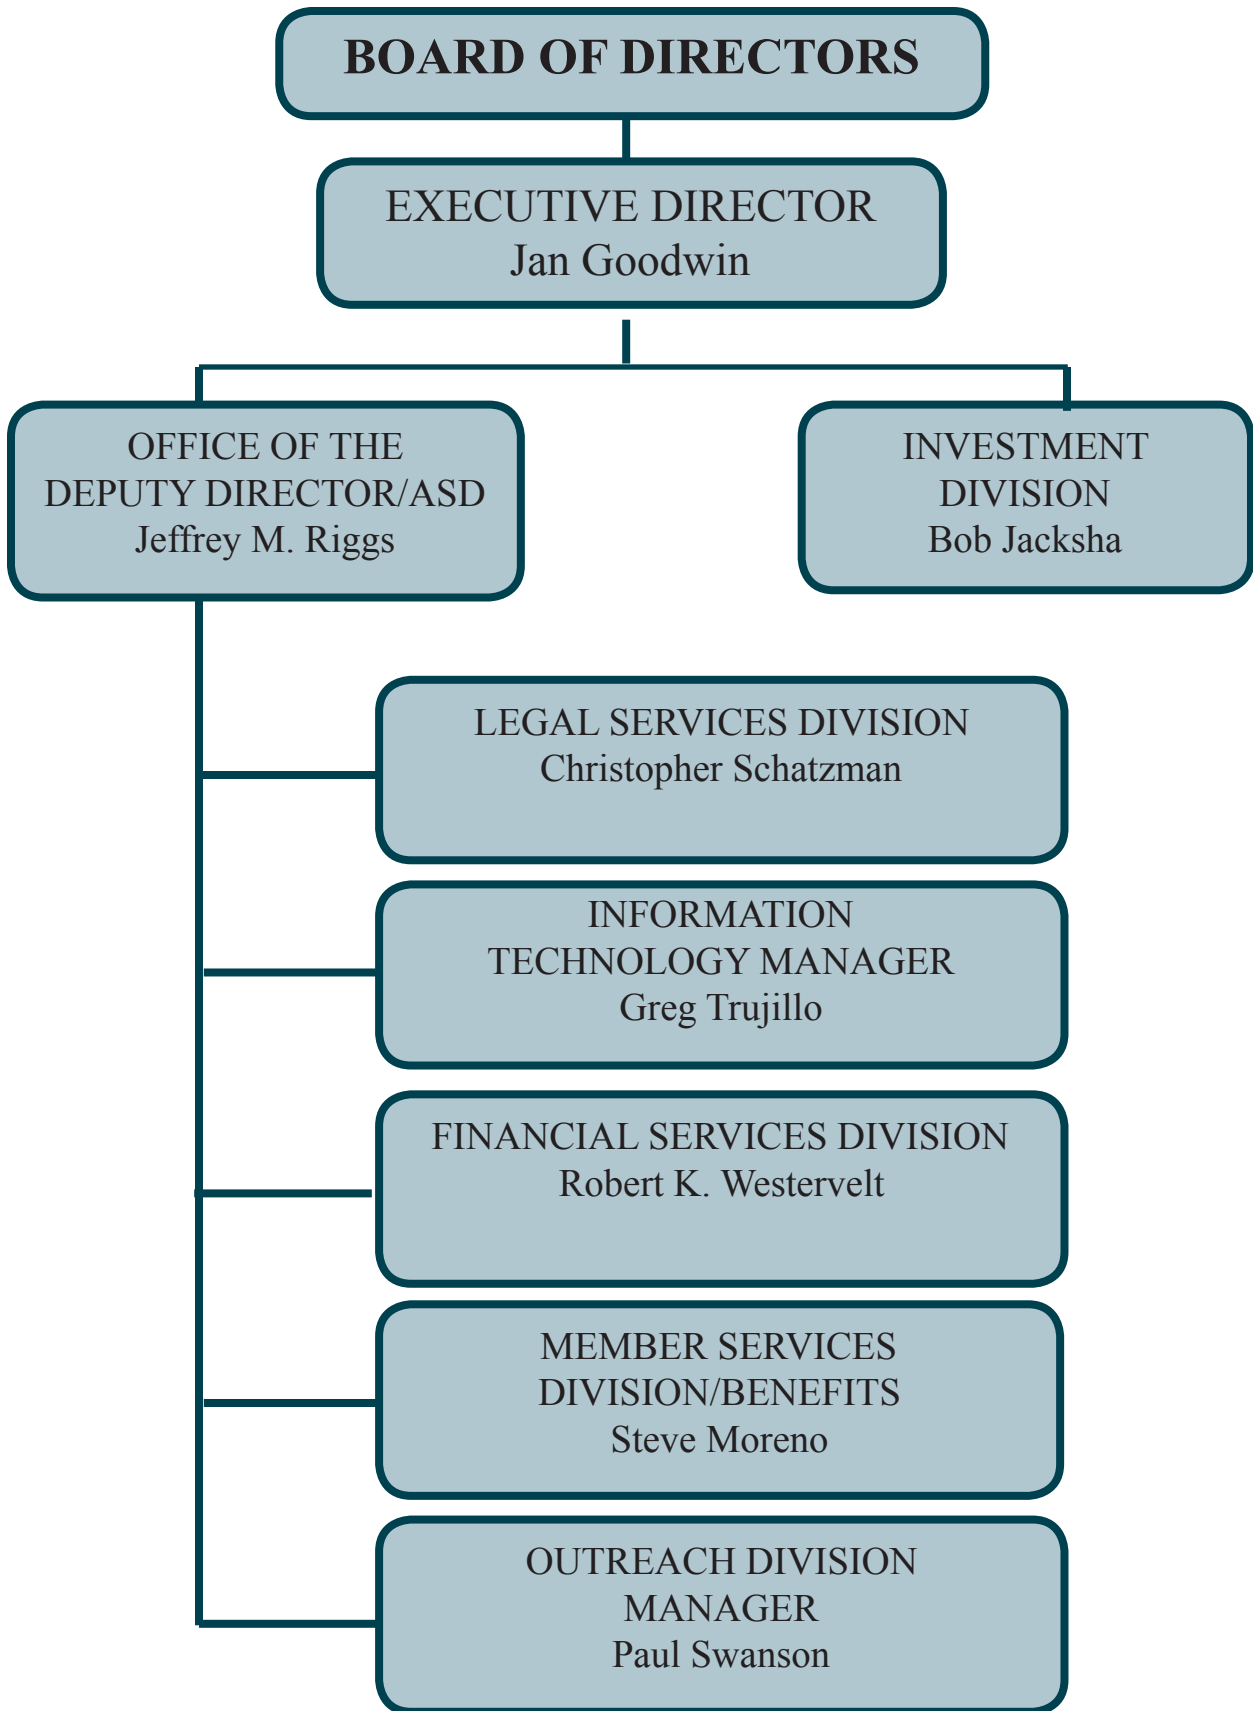 BOARD OF DIRECTORS
EXECUTIVE DIRECTOR
Jan Goodwin
OFFICE OF THE
DEPUTY DIRECTOR/ASD
Jeffrey M. Riggs
INVESTMENT
DIVISION
Bob Jacksha
LEGAL SERVICES DIVISION
Christopher Schatzman
INFORMATION
TECHNOLOGY MANAGER
Greg Trujillo
FINANCIAL SERVICES DIVISION
Robert K. Westervelt
MEMBER SERVICES
DIVISION/BENEFITS
Steve Moreno
OUTREACH DIVISION
MANAGER
Paul Swanson